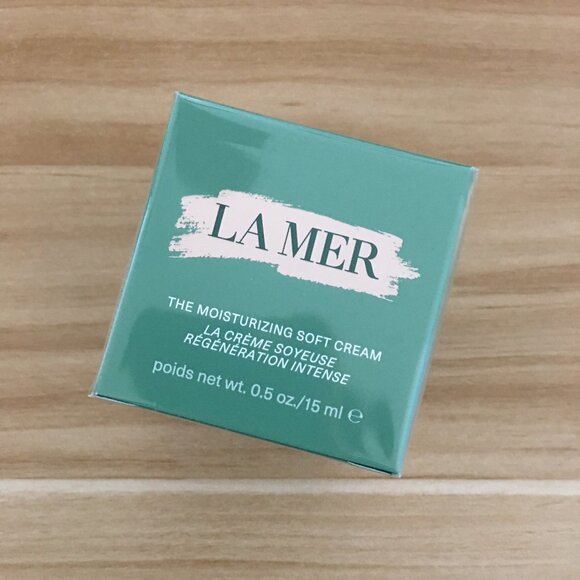 LA MER
THE MOISTURIZING SOFT CREAM
LA CRÈME SOYEUSE
RÉGÉNÉRATION INTENSE
poids net wt. 0.5 oz./15 ml ℮